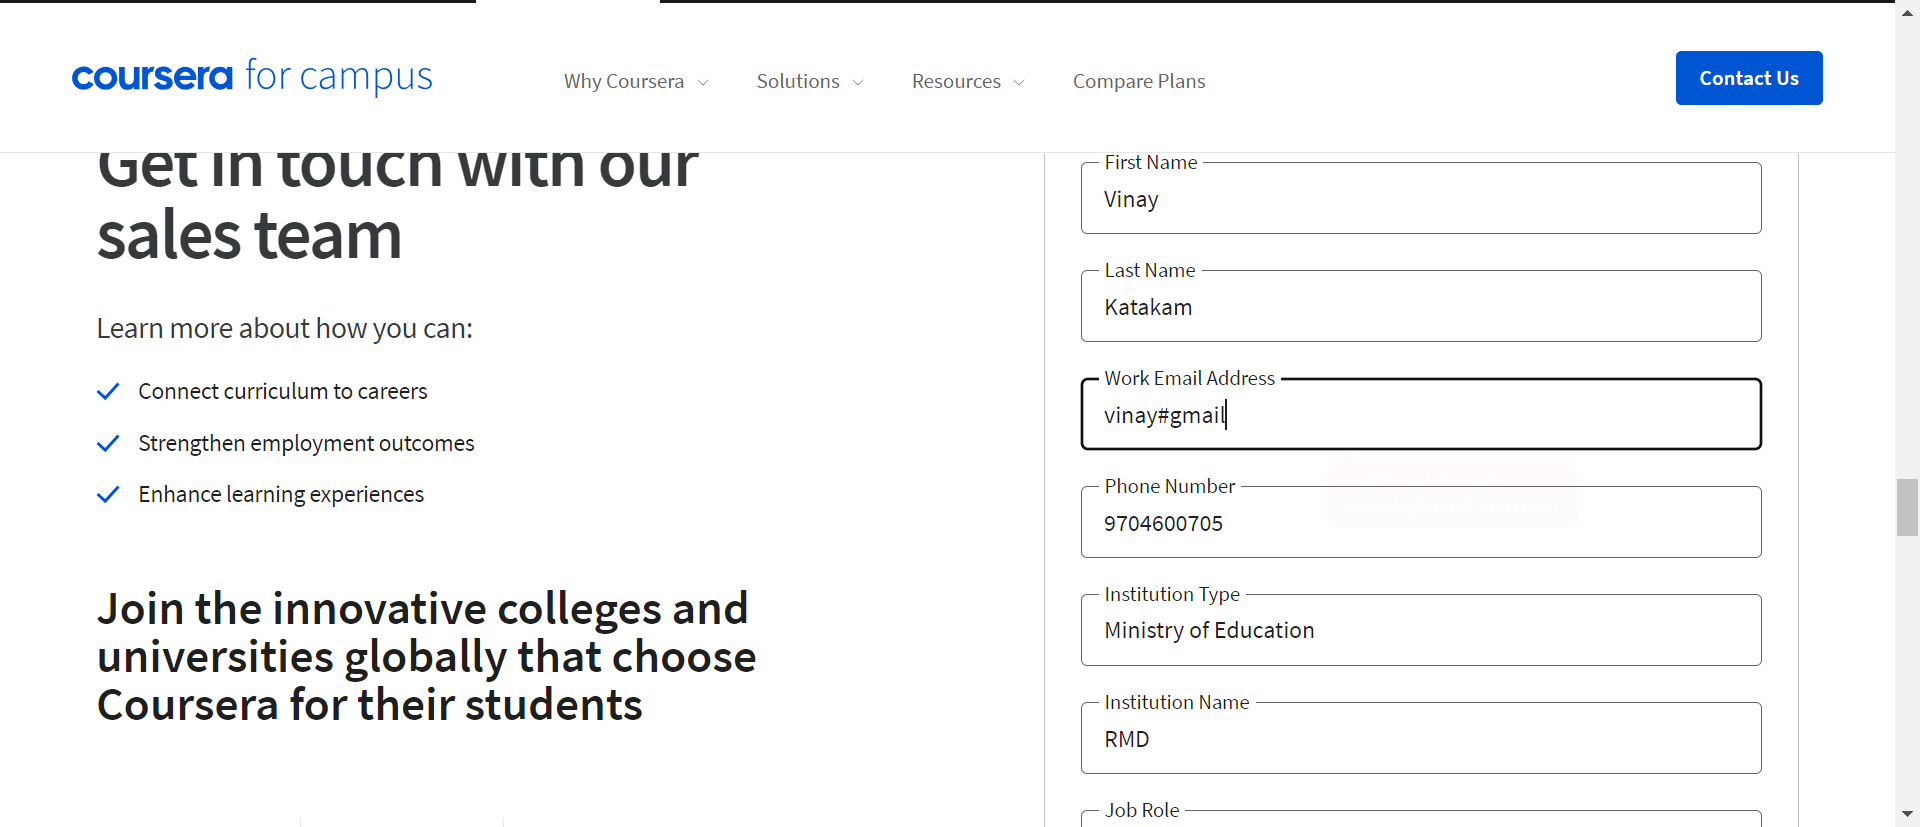 coursera for campus
Why Coursera
Solutions
Resources
Compare Plans
Contact Us
Get in touch with our
sales team
Learn more about how you can:
Connect curriculum to careers
Strengthen employment outcomes
Enhance learning experiences
Join the innovative colleges and
universities globally that choose
Coursera for their students
First Name
Vinay
Last Name
Katakam
Work Email Address
vinay#gmail
Phone Number
9704600705
Institution Type
Ministry of Education
Institution Name
RMD
Job Role